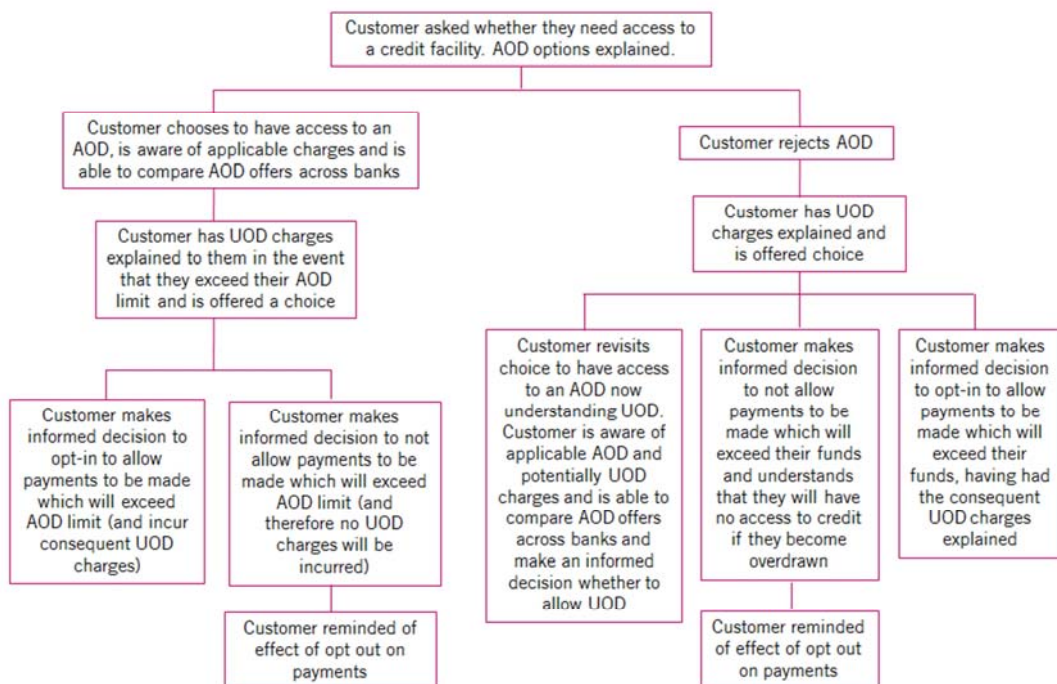 Customer asked whether they need access to
a credit facility. AOD options explained.
Customer chooses to have access to an
AOD, is aware of applicable charges and is
able to compare AOD offers across banks
Customer rejects AOD
Customer has UOD charges
explained to them in the event
that they exceed their AOD
limit and is offered a choice
Customer has UOD
charges explained and
is offered choice
Customer makes
informed decision to
opt-in to allow
payments to be made
which will exceed
AOD limit (and incur
consequent UOD
charges)
Customer makes
informed decision to not
allow payments to be
made which will exceed
AOD limit (and
therefore no UOD
charges will be
incurred)
Customer reminded of
effect of opt out on
payments
Customer revisits
choice to have access
to an AOD now
understanding UOD.
Customer is aware of
applicable AOD and
potentially UOD
charges and is able to
compare AOD offers
across banks and
make an informed
decision whether to
allow UOD
Customer makes
informed decision
to not allow
payments to be
made which will
exceed their funds
and understands
that they will have
no access to credit
if they become
overdrawn
Customer reminded
of effect of opt out
on payments
Customer makes
informed decision
to opt-in to allow
payments to be
made which will
exceed their
funds, having had
the consequent
UOD charges
explained